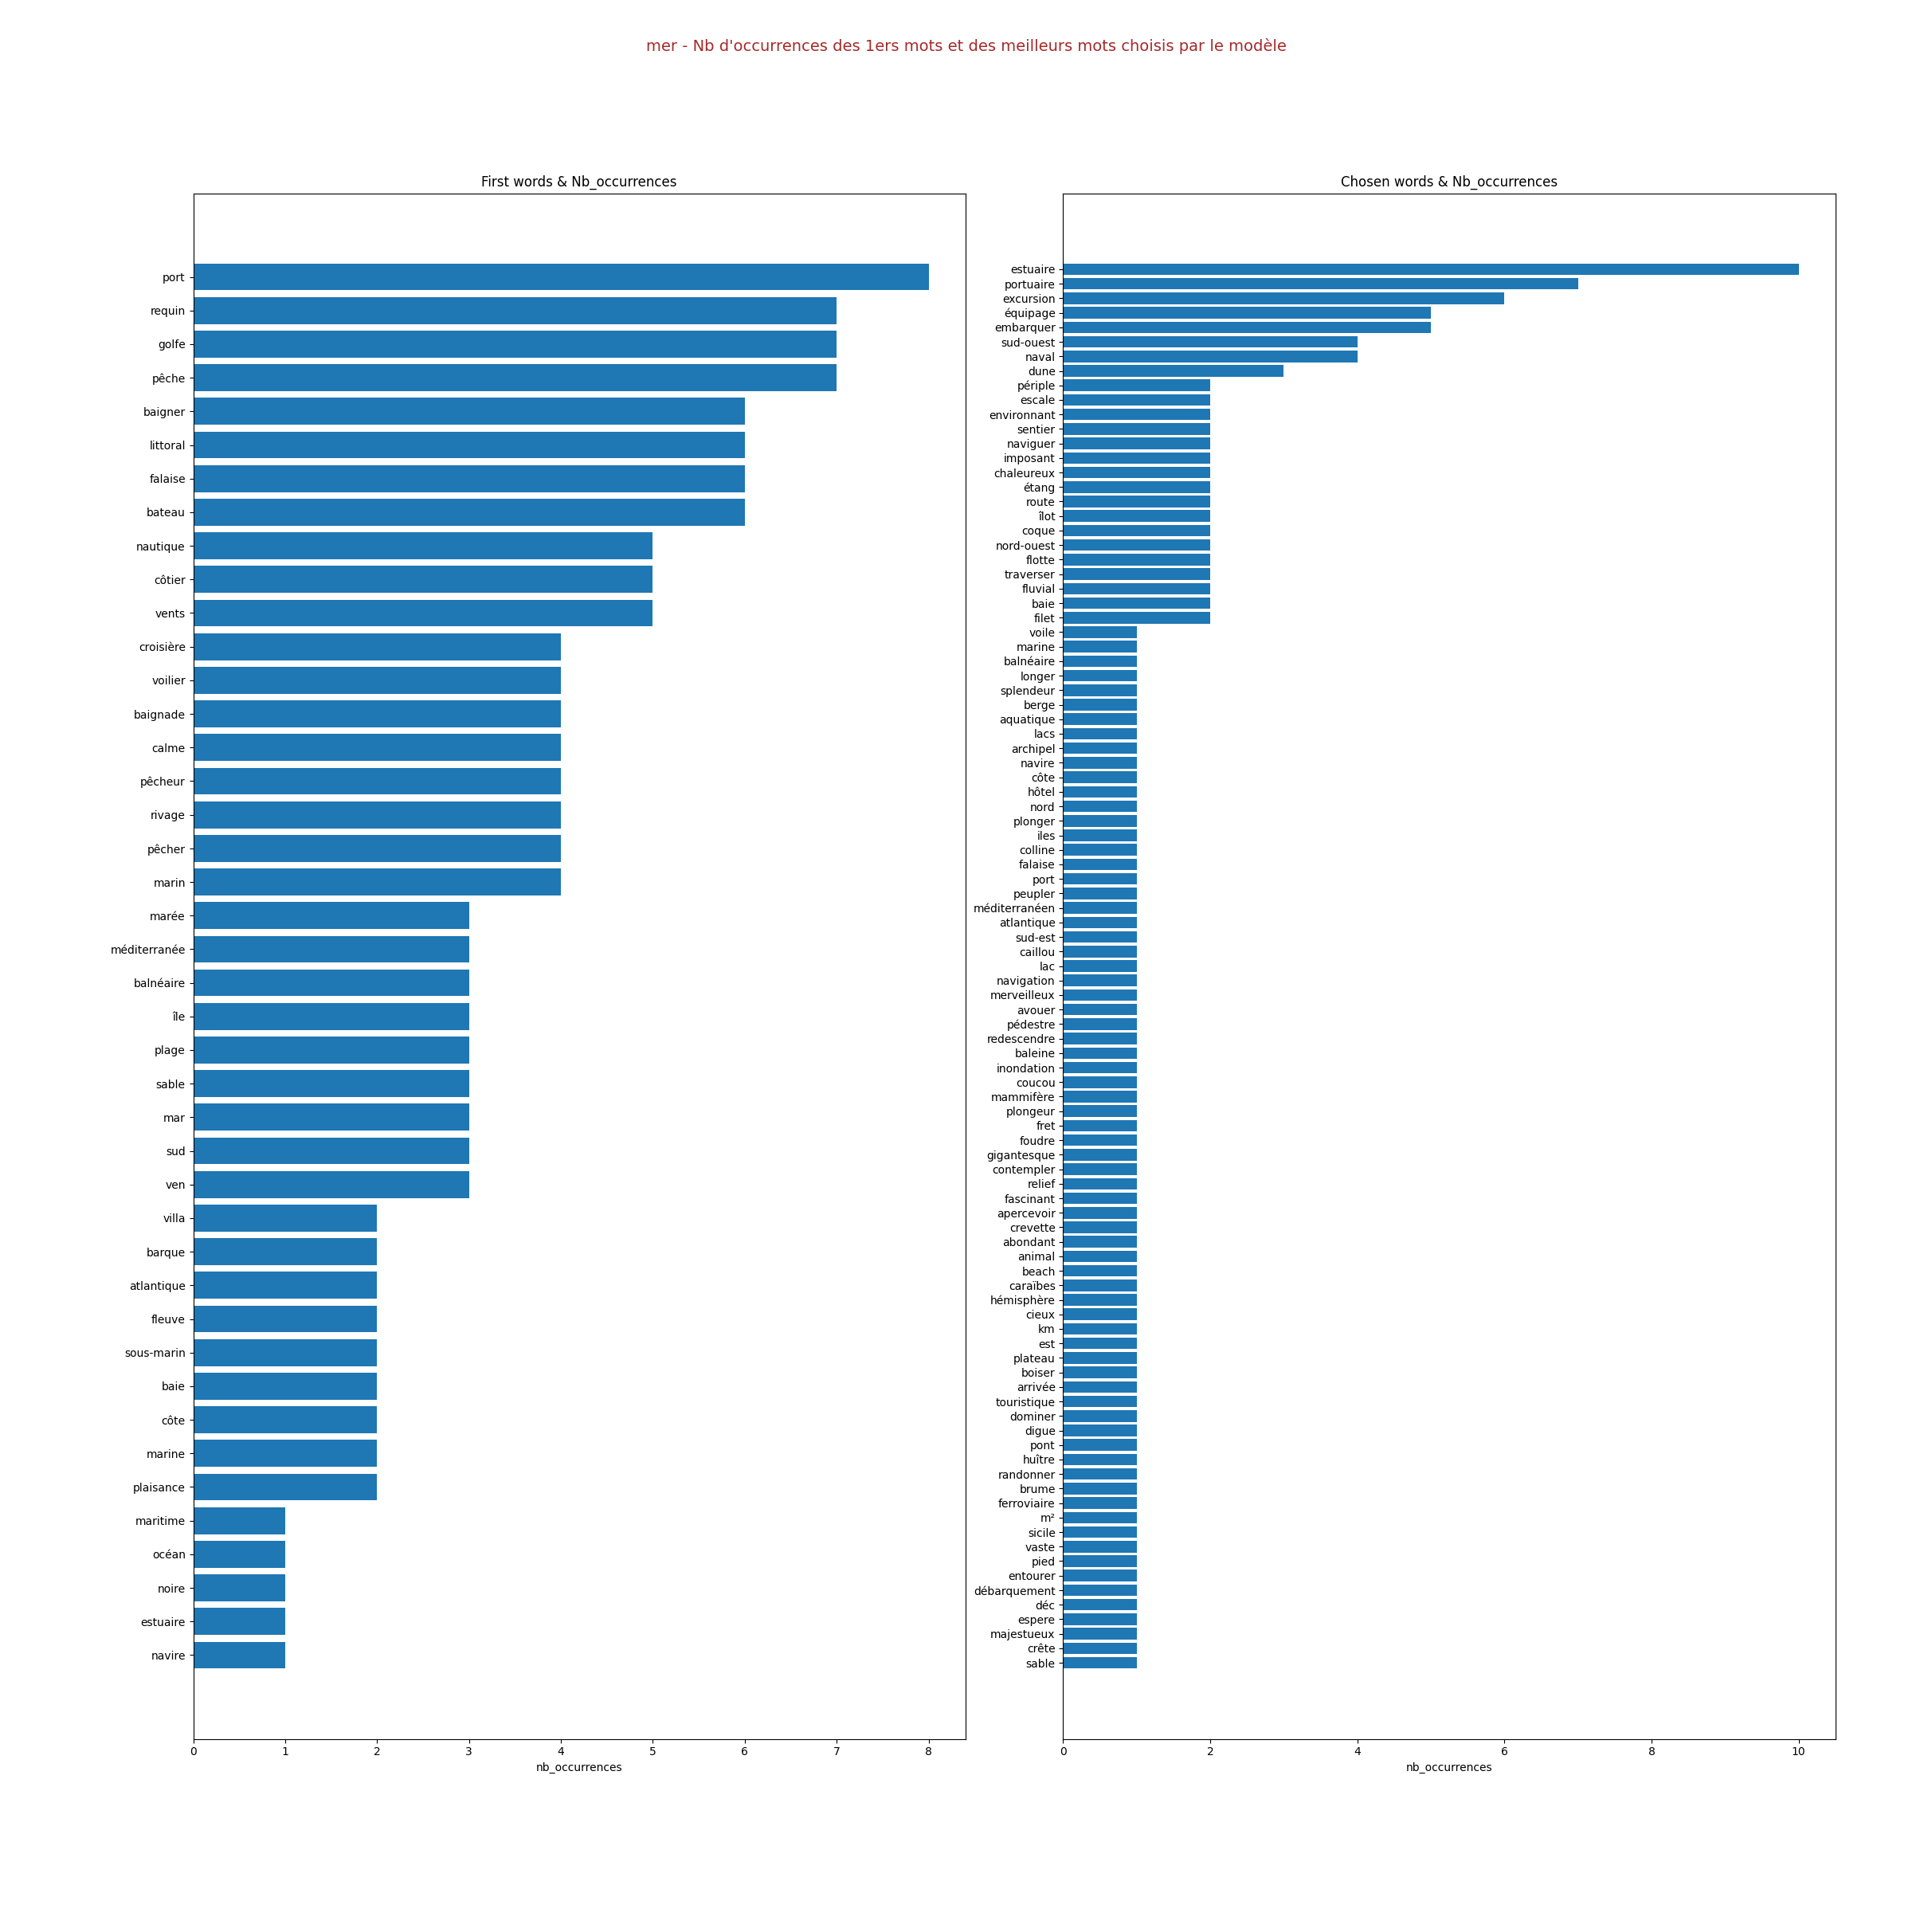 mer - Nb d'occurrences des 1ers mots et des meilleurs mots choisis par le modèle
First words & Nb_occurrences
port
requin
golfe
pêche
baigner
littoral
falaise
bateau
nautique
côtier
vents
croisière
voilier
baignade
calme
pêcheur
rivage
pêcher
marin
marée
méditerranée
balnéaire
île
plage
sable
mar
sud
ven
villa
barque
atlantique
fleuve
sous-marin
baie
côte
marine
plaisance
maritime
océan
noire
estuaire
navire
0 1 2 3 4 5 6 7 8
nb_occurrences
Chosen words & Nb_occurrences
estuaire
portuaire
excursion
équipage
embarquer
sud-ouest
naval
dune
périple
escale
environnant
sentier
naviguer
imposant
chaleureux
étang
route
îlot
coque
nord-ouest
flotte
traverser
fluvial
baie
filet
voile
marine
balnéaire
longer
splendeur
berge
aquatique
lacs
archipel
navire
côte
hôtel
nord
plonger
iles
colline
falaise
port
peupler
méditerranéen
atlantique
sud-est
caillou
lac
navigation
merveilleux
avouer
pédestre
redescendre
baleine
inondation
coucou
mammifère
plongeur
fret
foudre
gigantesque
contempler
relief
fascinant
apercevoir
crevette
abondant
animal
beach
caraïbes
hémisphère
cieux
km
est
plateau
boiser
arrivée
touristique
dominer
digue
pont
huître
randonner
brume
ferroviaire
m²
sicile
vaste
pied
entourer
débarquement
déc
espere
majestueux
crête
sable
0 2 4 6 8 10
nb_occurrences